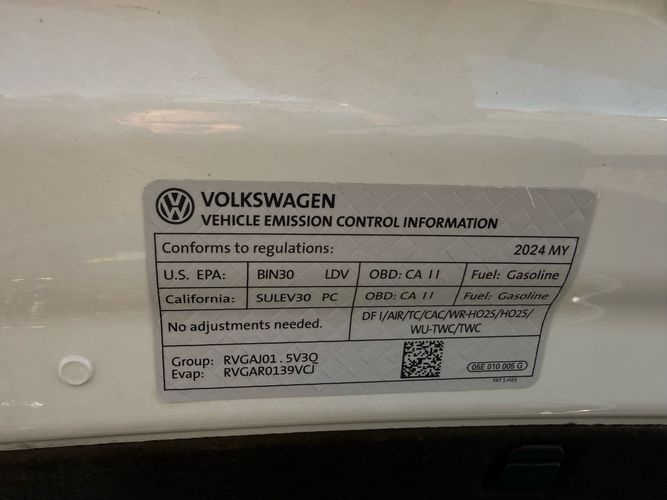 VOLKSWAGEN
VEHICLE EMISSION CONTROL INFORMATION
Conforms to regulations: 2024 MY
U.S. EPA: BIN30 LDV OBD: CA II Fuel: Gasoline
California: SULEV30 PC OBD: CA II Fuel: Gasoline
No adjustments needed. DFI/AIR/TC/CAC/WR-HO2S/HO2S/
WU-TWC/TWC
Group: RVGAJ01.5V3Q
Evap: RVGAR0139VCJ
05E 010 005 G